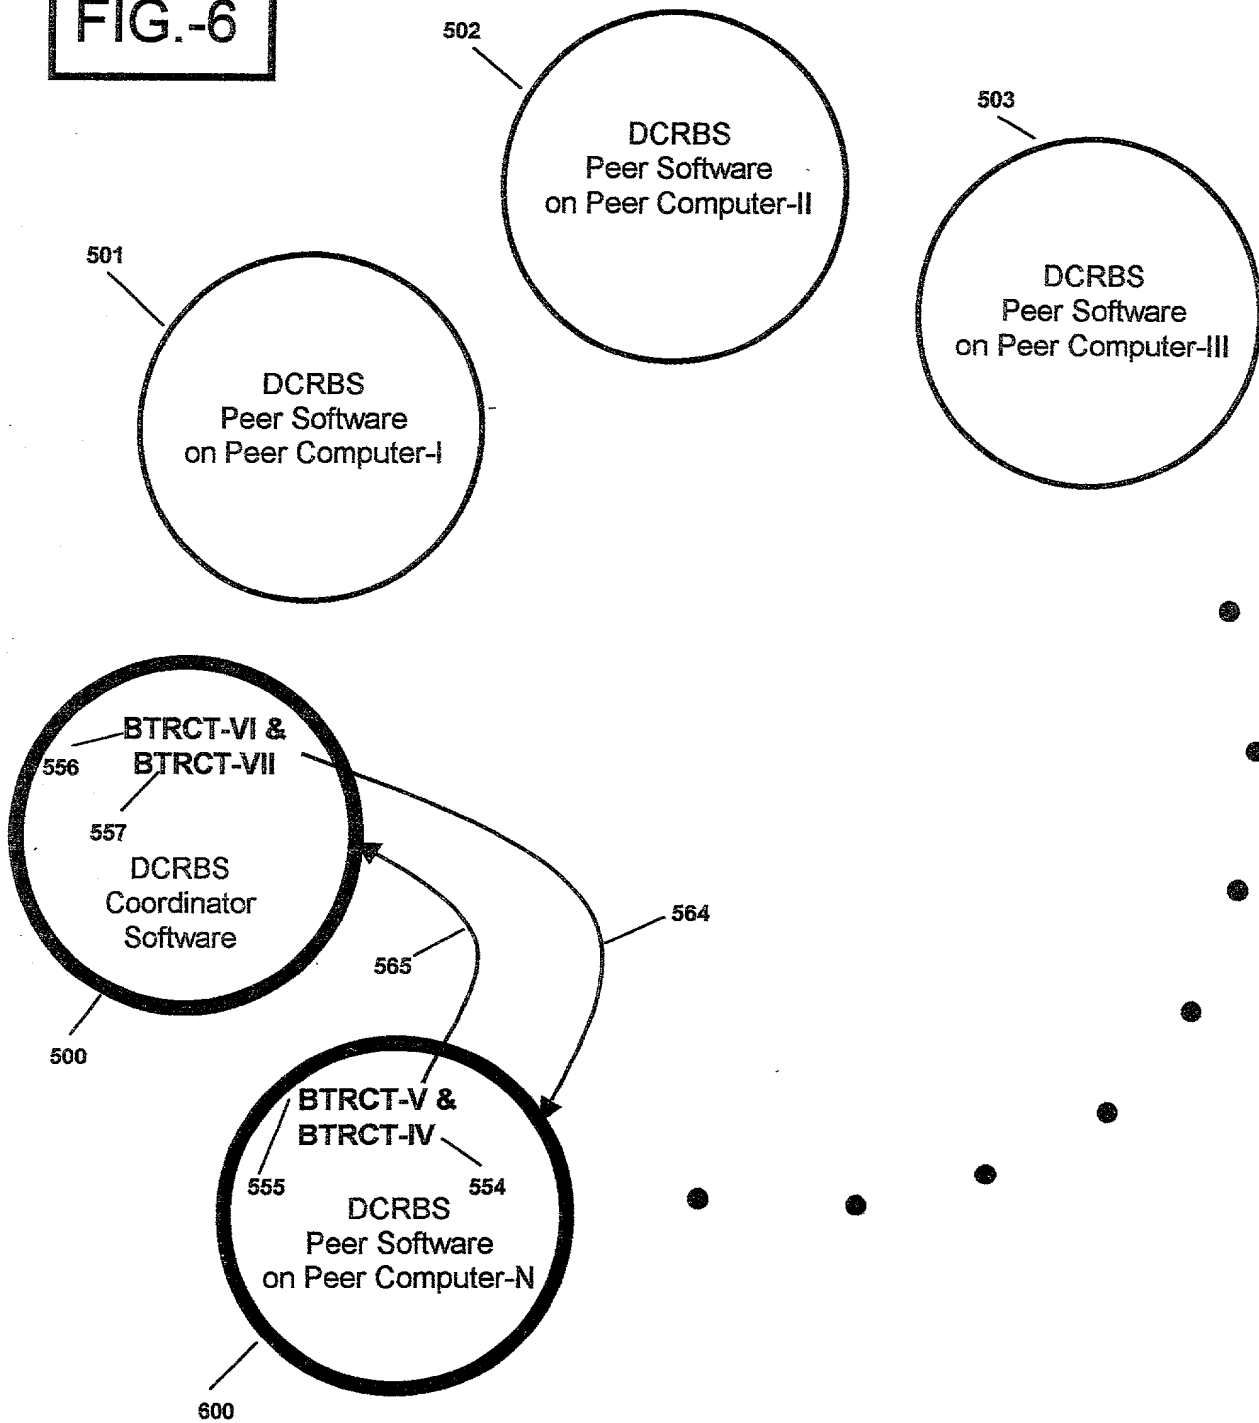 FIG.-6
502
DCRBS
Peer Software
on Peer Computer-II
503
DCRBS
Peer Software
on Peer Computer-III
501
DCRBS
Peer Software
on Peer Computer-I
BTRCT-VI &
BTRCT-VII
556
557
DCRBS
Coordinator
Software
500
564
565
BTRCT-V &
BTRCT-IV
555
554
DCRBS
Peer Software
on Peer Computer-N
600